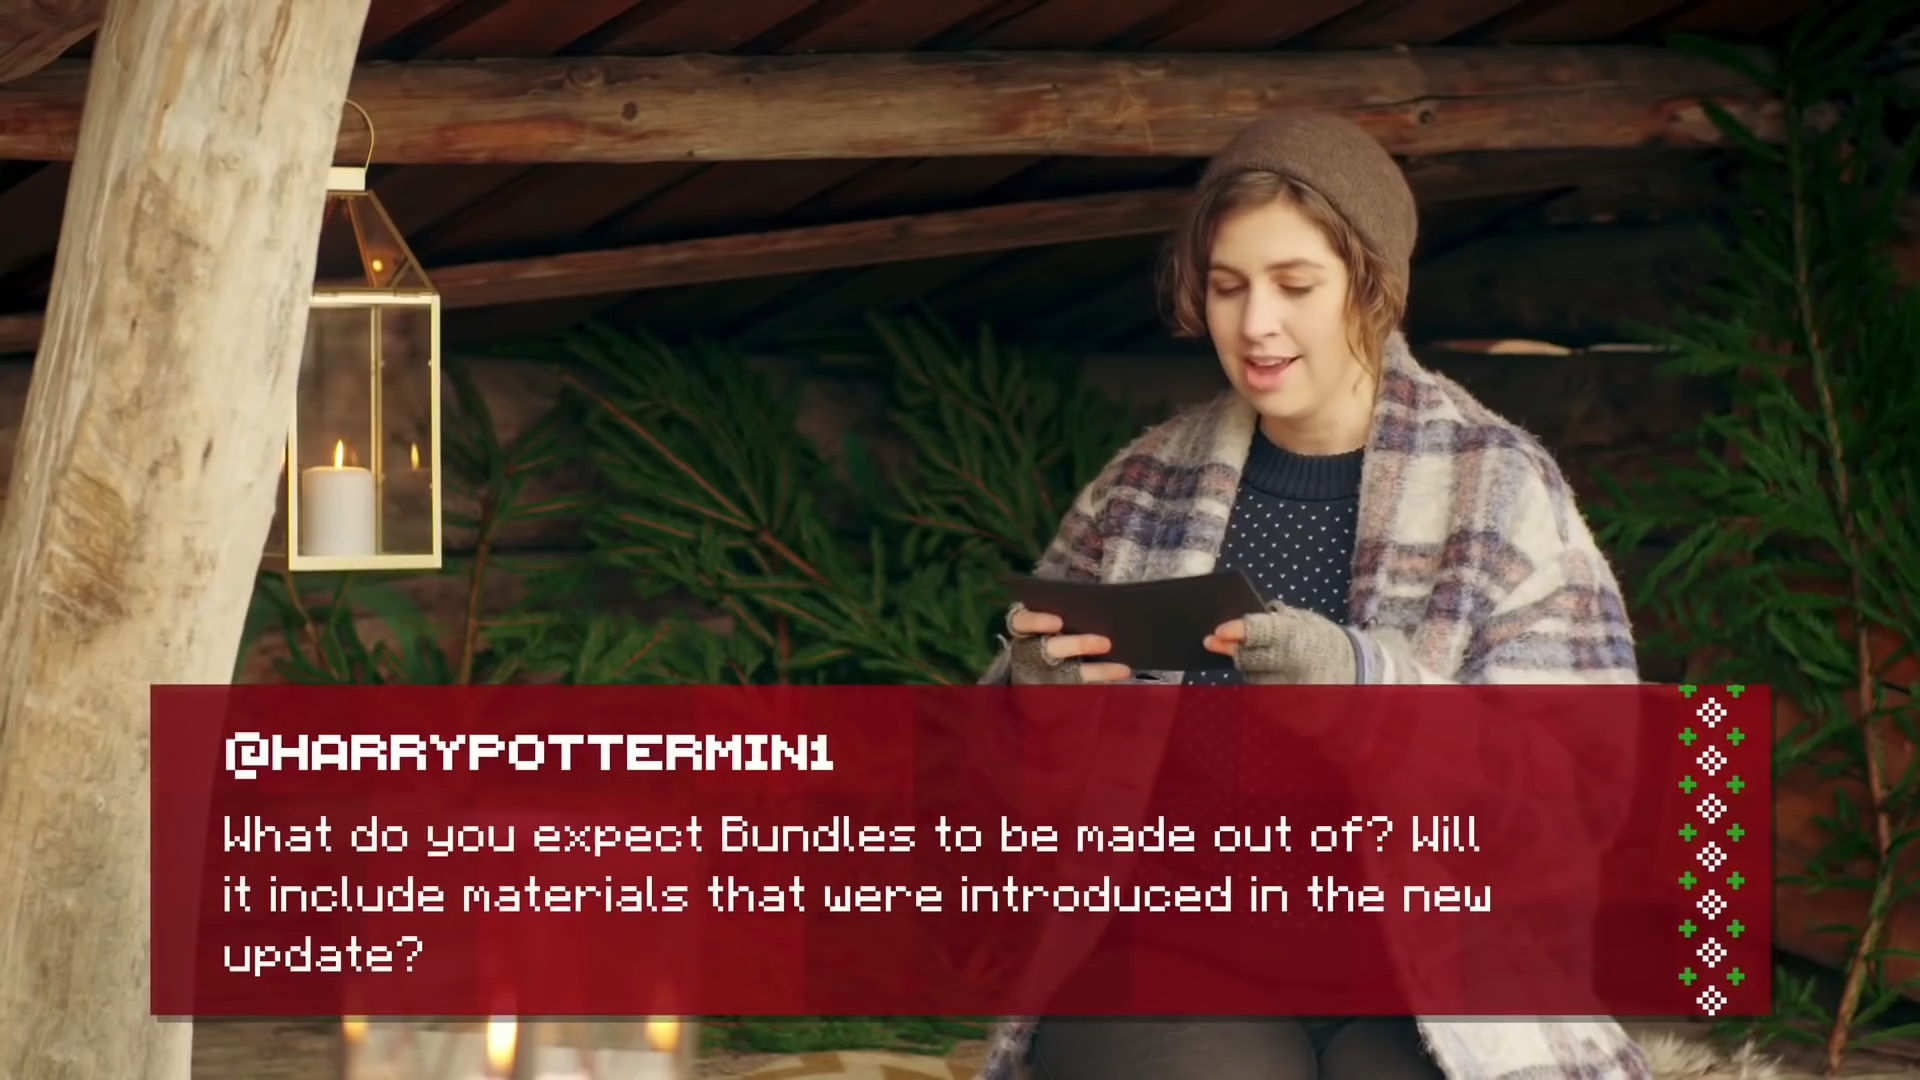 @HARRYPOTTERMIN1
What do you expect Bundles to be made out of? Will
it include materials that were introduced in the new
update?